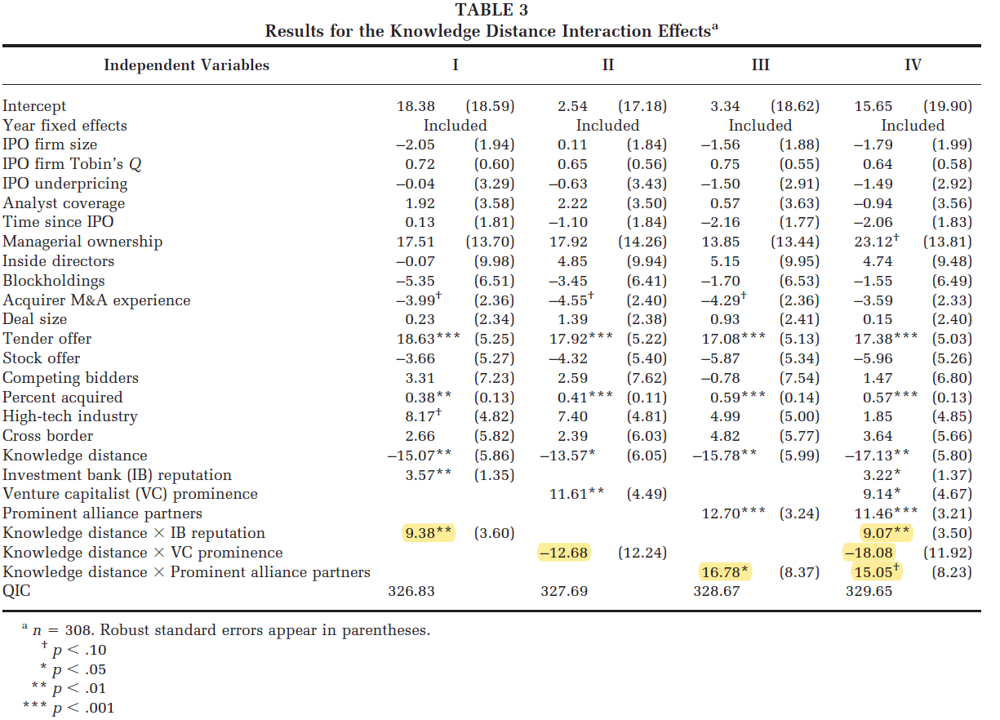 TABLE 3
Results for the Knowledge Distance Interaction Effectsᵃ
Independent Variables I II III IV
Intercept 18.38 (18.59) 2.54 (17.18) 3.34 (18.62) 15.65 (19.90)
Year fixed effects Included Included Included Included
IPO firm size −2.05 (1.94) 0.11 (1.84) −1.56 (1.88) −1.79 (1.99)
IPO firm Tobin’s Q 0.72 (0.60) 0.65 (0.56) 0.75 (0.55) 0.64 (0.58)
IPO underpricing −0.04 (3.29) −0.63 (3.43) −1.50 (2.91) −1.49 (2.92)
Analyst coverage 1.92 (3.58) 2.22 (3.50) 0.57 (3.63) −0.94 (3.56)
Time since IPO 0.13 (1.81) −1.10 (1.84) −2.16 (1.77) −2.06 (1.83)
Managerial ownership 17.51 (13.70) 17.92 (14.26) 13.85 (13.44) 23.12† (13.81)
Inside directors −0.07 (9.98) 4.85 (9.94) 5.15 (9.95) 4.74 (9.48)
Blockholdings −5.35 (6.51) −3.45 (6.41) −1.70 (6.53) −1.55 (6.49)
Acquirer M&A experience −3.99† (2.36) −4.55† (2.40) −4.29† (2.36) −3.59 (2.33)
Deal size 0.23 (2.34) 1.39 (2.38) 0.93 (2.41) 0.15 (2.40)
Tender offer 18.63*** (5.25) 17.92*** (5.22) 17.08*** (5.13) 17.38*** (5.03)
Stock offer −3.66 (5.27) −4.32 (5.40) −5.87 (5.34) −5.96 (5.26)
Competing bidders 3.31 (7.23) 2.59 (7.62) −0.78 (7.54) 1.47 (6.80)
Percent acquired 0.38** (0.13) 0.41*** (0.11) 0.59*** (0.14) 0.57*** (0.13)
High-tech industry 8.17† (4.82) 7.40 (4.81) 4.99 (5.00) 1.85 (4.85)
Cross border 2.66 (5.82) 2.39 (6.03) 4.82 (5.77) 3.64 (5.66)
Knowledge distance −15.07** (5.86) −13.57* (6.05) −15.78** (5.99) −17.13** (5.80)
Investment bank (IB) reputation 3.57** (1.35) 3.22* (1.37)
Venture capitalist (VC) prominence 11.61** (4.49) 9.14* (4.67)
Prominent alliance partners 12.70*** (3.24) 11.46*** (3.21)
Knowledge distance × IB reputation 9.38** (3.60) 9.07** (3.50)
Knowledge distance × VC prominence −12.68 (12.24) −18.08 (11.92)
Knowledge distance × Prominent alliance partners 16.78* (8.37) 15.05† (8.23)
QIC 326.83 327.69 328.67 329.65
ᵃ n = 308. Robust standard errors appear in parentheses.
† p < .10
* p < .05
** p < .01
*** p < .001